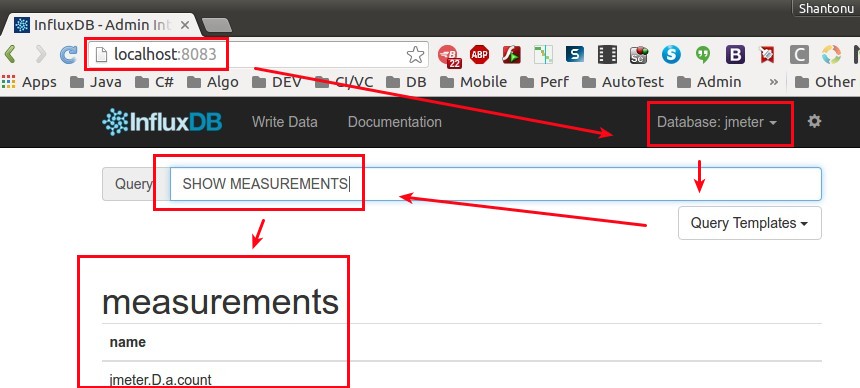 Shantonu
InfluxDB - Admin Int
localhost:8083
22 ABP Se S B C
Apps Java C# Algo DEV CI/VC DB Mobile Perf AutoTest Admin » Other
InfluxDB Write Data Documentation Database: jmeter
Query SHOW MEASUREMENTS
Query Templates
measurements
name
jmeter.D.a.count